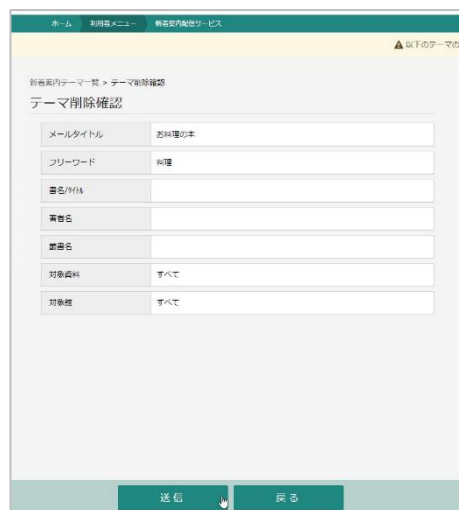 ホーム 利用者メニュー 新着案内配信サービス
以下のテーマの
新着案内テーマ一覧 > テーマ削除確認
テーマ削除確認
メールタイトル お料理の本
フリーワード 料理
書名/タイトル
著者名
叢書名
対象資料 すべて
対象館 すべて
送信 戻る